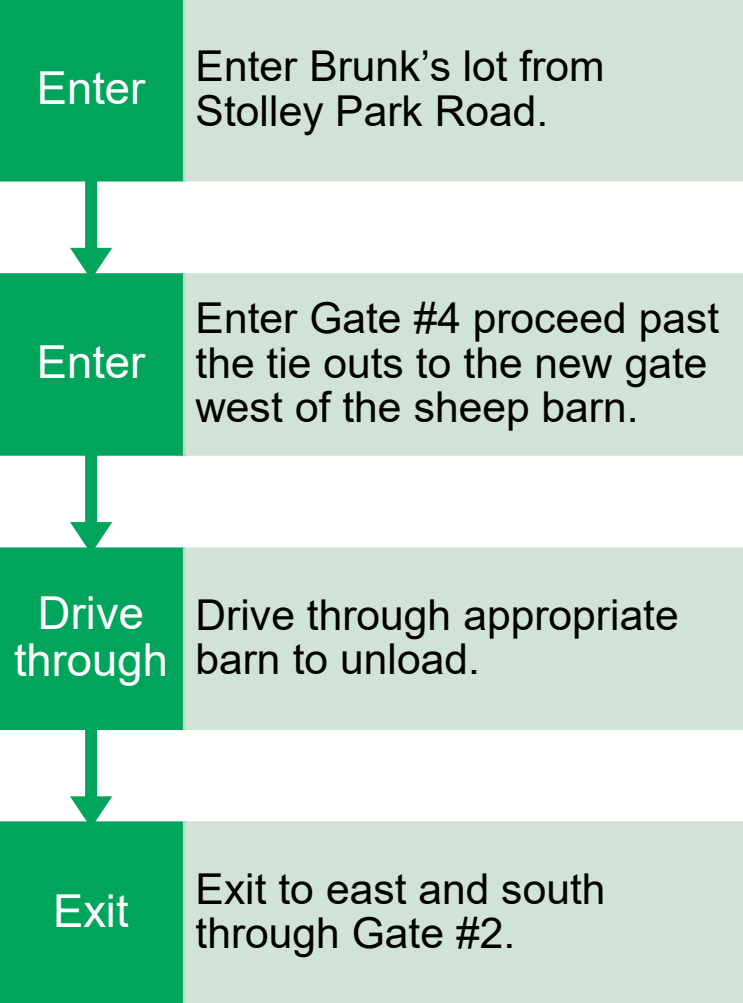 Enter
Enter Brunk’s lot from
Stolley Park Road.
Enter
Enter Gate #4 proceed past
the tie outs to the new gate
west of the sheep barn.
Drive
through
Drive through appropriate
barn to unload.
Exit
Exit to east and south
through Gate #2.